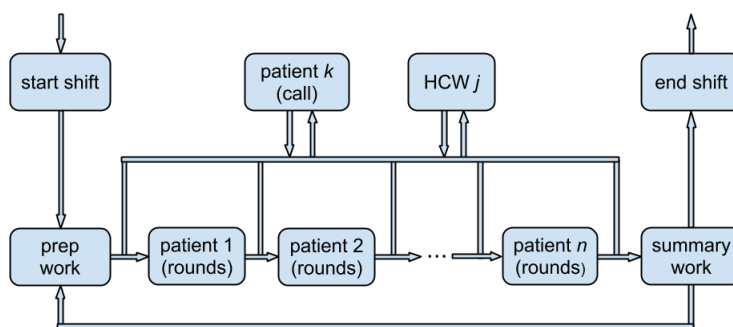 start shift
patient k
(call)
HCW j
end shift
prep
work
patient 1
(rounds)
patient 2
(rounds)
...
patient n
(rounds)
summary
work